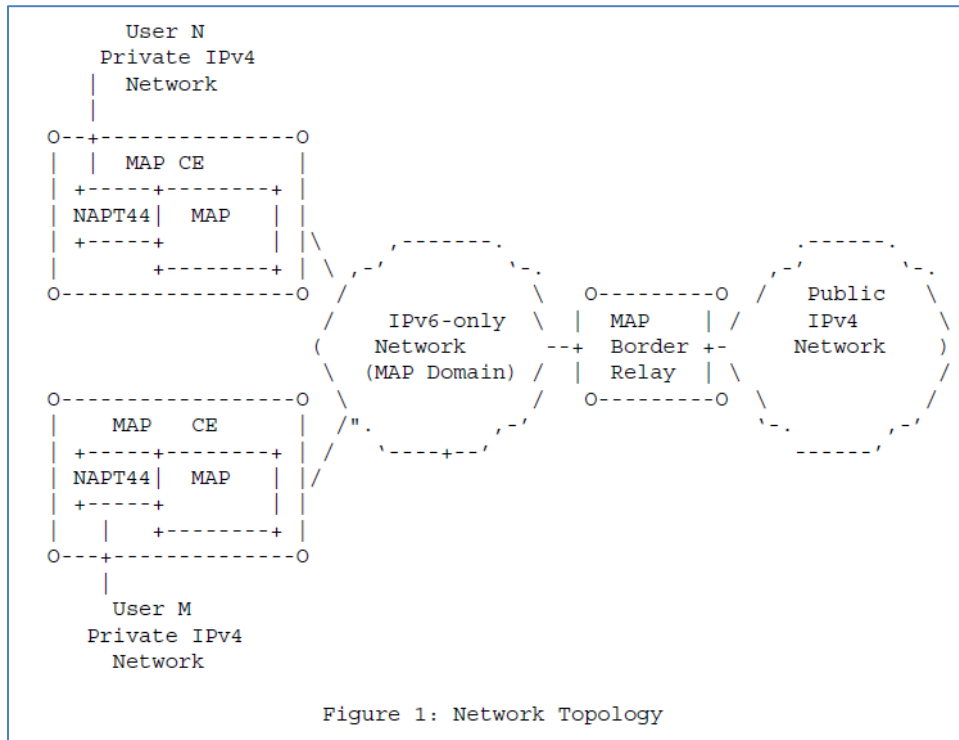 User N
Private IPv4
Network
MAP CE
NAPT44
MAP
IPv6-only
Network
(MAP Domain)
MAP
Border
Relay
Public
IPv4
Network
MAP CE
NAPT44
MAP
User M
Private IPv4
Network
Figure 1: Network Topology